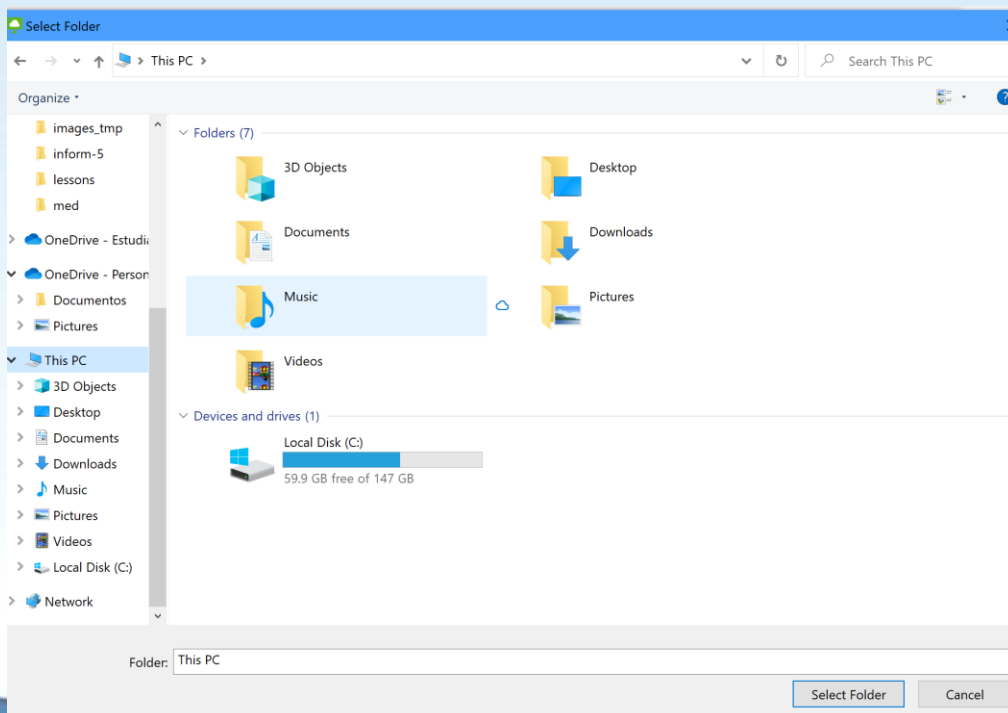 Select Folder
This PC
Search This PC
Organize
?
images_tmp
inform-5
lessons
med
OneDrive - Estudi
OneDrive - Person
Documentos
Pictures
This PC
3D Objects
Desktop
Documents
Downloads
Music
Pictures
Videos
Local Disk (C:)
Network
Folders (7)
3D Objects
Desktop
Documents
Downloads
Music
Pictures
Videos
Devices and drives (1)
Local Disk (C:)
59.9 GB free of 147 GB
Folder: This PC
Select Folder
Cancel